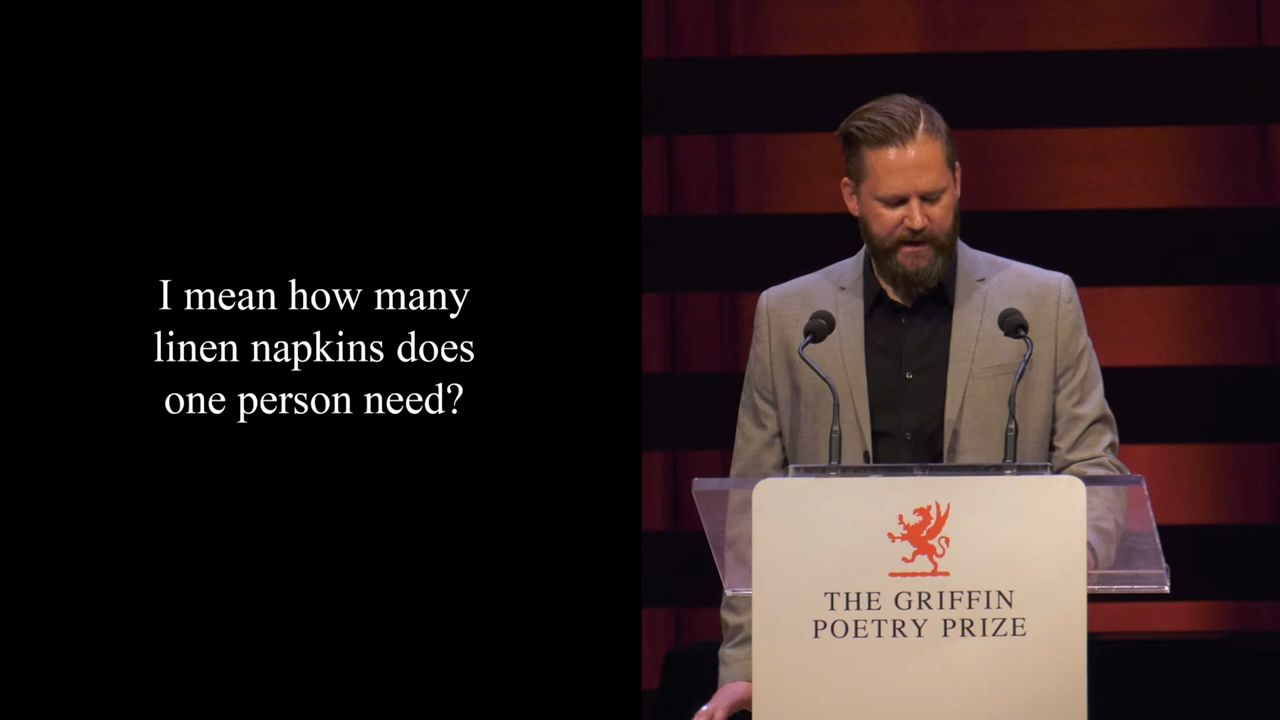 I mean how many
linen napkins does
one person need?
THE GRIFFIN
POETRY PRIZE